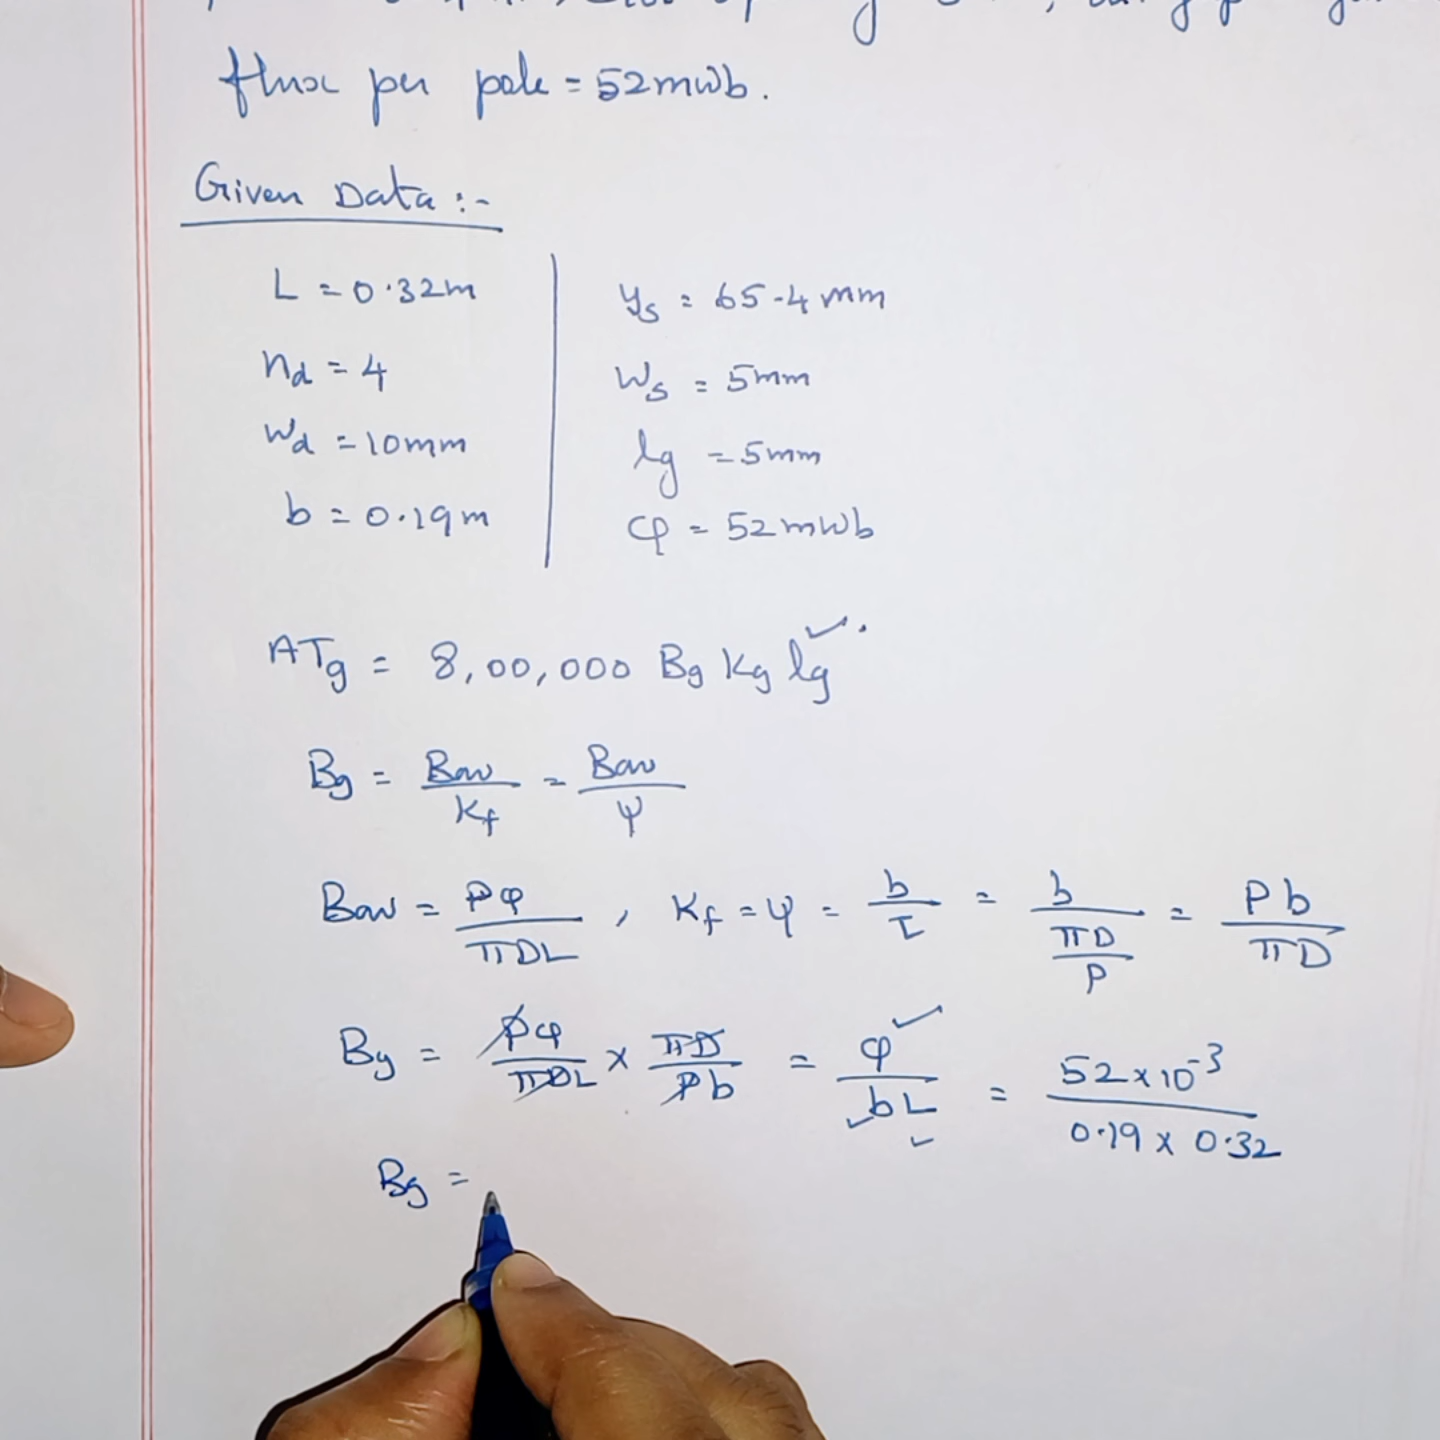 flux per pole = 52mwb.
Given Data :-
L = 0.32m
nd = 4
Wd = 10mm
b = 0.19m
ys = 65.4mm
Ws = 5mm
lg = 5mm
φ = 52mWb
ATg = 8,00,000 Bg Kg lg ✓.
Bg = Bav/Kf = Bav/ψ
Bav = Pφ/πDL , Kf = ψ = b/τ = b/(πD/P) = Pb/πD
Bg = Pφ/πDL × πD/Pb = φ/bL = 52×10⁻³/0.19 × 0.32
Bg =